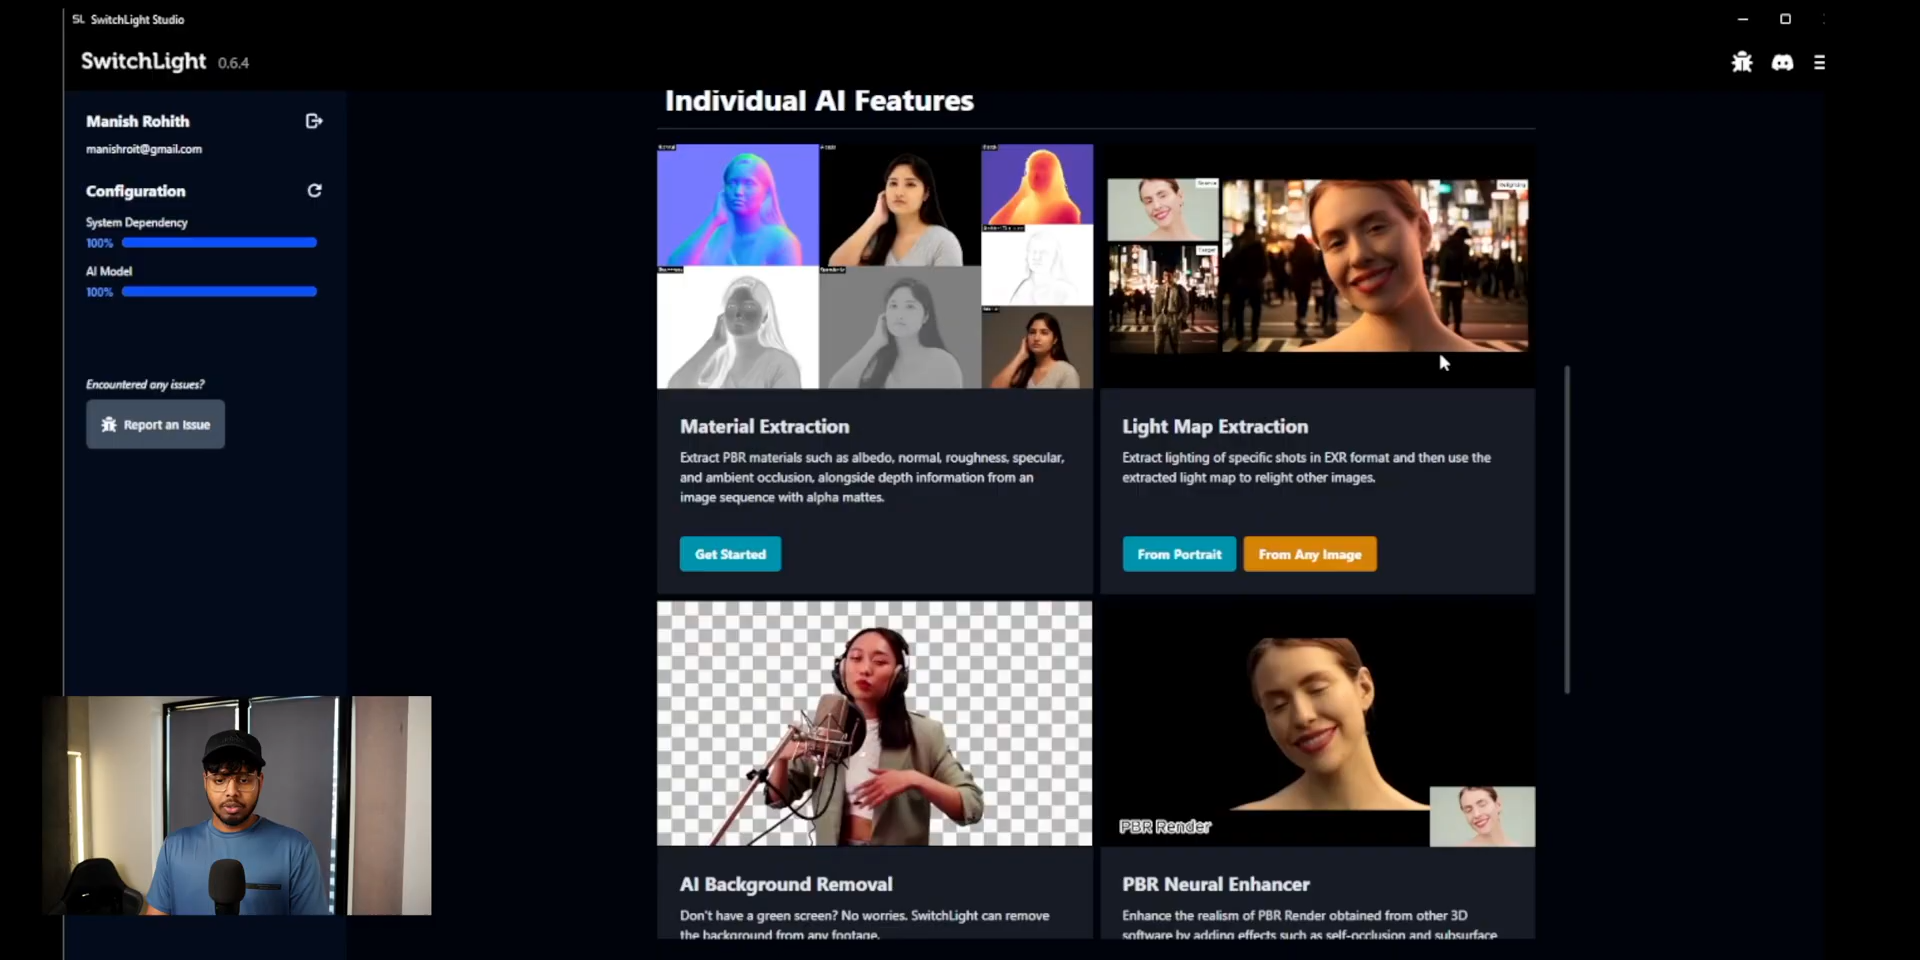 SL SwitchLight Studio
SwitchLight 0.6.4
Manish Rohith
manishroit@gmail.com
Configuration
System Dependency
100%
AI Model
100%
Encountered any issues?
Report an Issue
Individual AI Features
Material Extraction
Extract PBR materials such as albedo, normal, roughness, specular,
and ambient occlusion, alongside depth information from an
image sequence with alpha mattes.
Get Started
Light Map Extraction
Extract lighting of specific shots in EXR format and then use the
extracted light map to relight other images.
From Portrait
From Any Image
AI Background Removal
Don't have a green screen? No worries. SwitchLight can remove
the background from any footage.
PBR Render
PBR Neural Enhancer
Enhance the realism of PBR Render obtained from other 3D
software by adding effects such as self-occlusion and subsurface